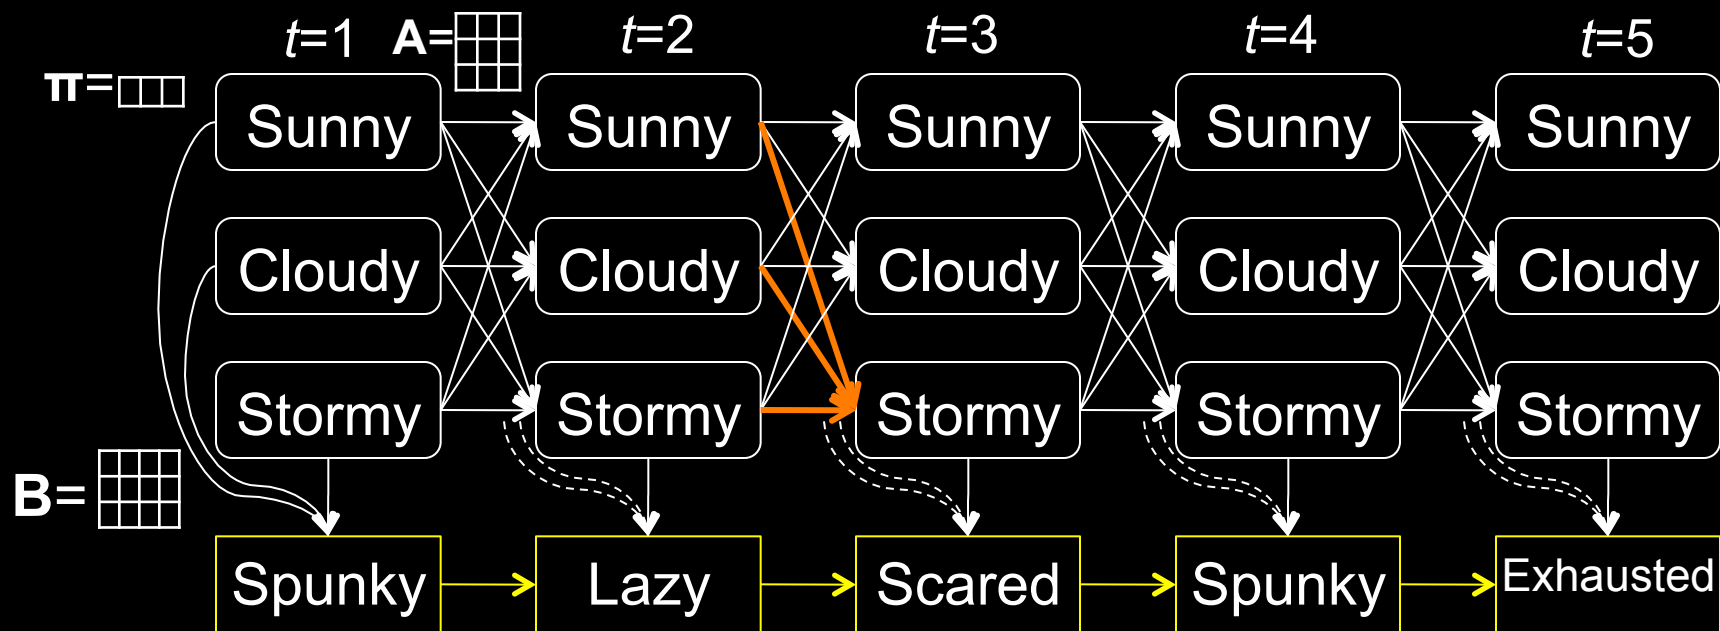 t=1 A= t=2 t=3 t=4 t=5
π=
Sunny Sunny Sunny Sunny Sunny
Cloudy Cloudy Cloudy Cloudy Cloudy
Stormy Stormy Stormy Stormy Stormy
B=
Spunky Lazy Scared Spunky Exhausted